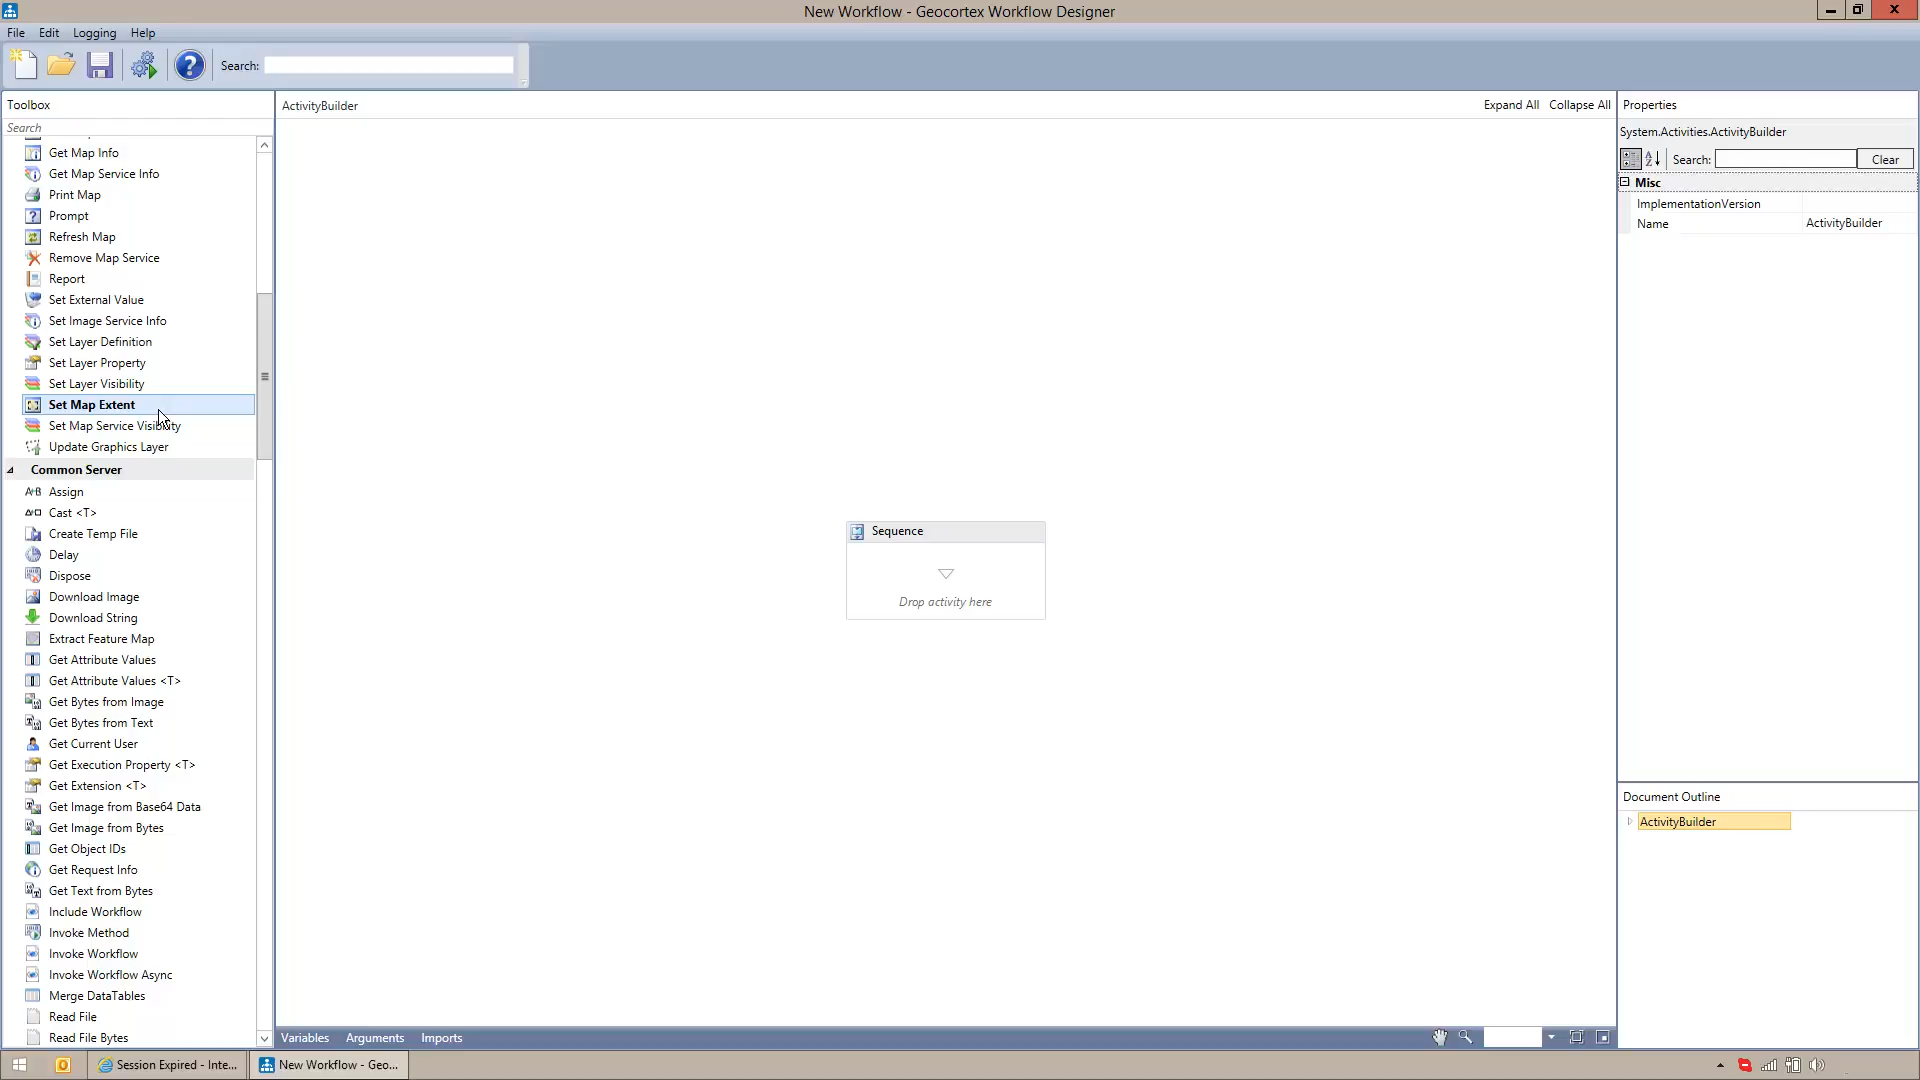 New Workflow - Geocortex Workflow Designer
File Edit Logging Help
Search:
Toolbox
Search
Get Map Info
Get Map Service Info
Print Map
Prompt
Refresh Map
Remove Map Service
Report
Set External Value
Set Image Service Info
Set Layer Definition
Set Layer Property
Set Layer Visibility
Set Map Extent
Set Map Service Visibility
Update Graphics Layer
Common Server
Assign
Cast <T>
Create Temp File
Delay
Dispose
Download Image
Download String
Extract Feature Map
Get Attribute Values
Get Attribute Values <T>
Get Bytes from Image
Get Bytes from Text
Get Current User
Get Execution Property <T>
Get Extension <T>
Get Image from Base64 Data
Get Image from Bytes
Get Object IDs
Get Request Info
Get Text from Bytes
Include Workflow
Invoke Method
Invoke Workflow
Invoke Workflow Async
Merge DataTables
Read File
Read File Bytes
ActivityBuilder
Expand All Collapse All
Sequence
Drop activity here
Variables Arguments Imports
Properties
System.Activities.ActivityBuilder
Search: Clear
Misc
ImplementationVersion
Name ActivityBuilder
Document Outline
ActivityBuilder
Session Expired - Inte...
New Workflow - Geo...